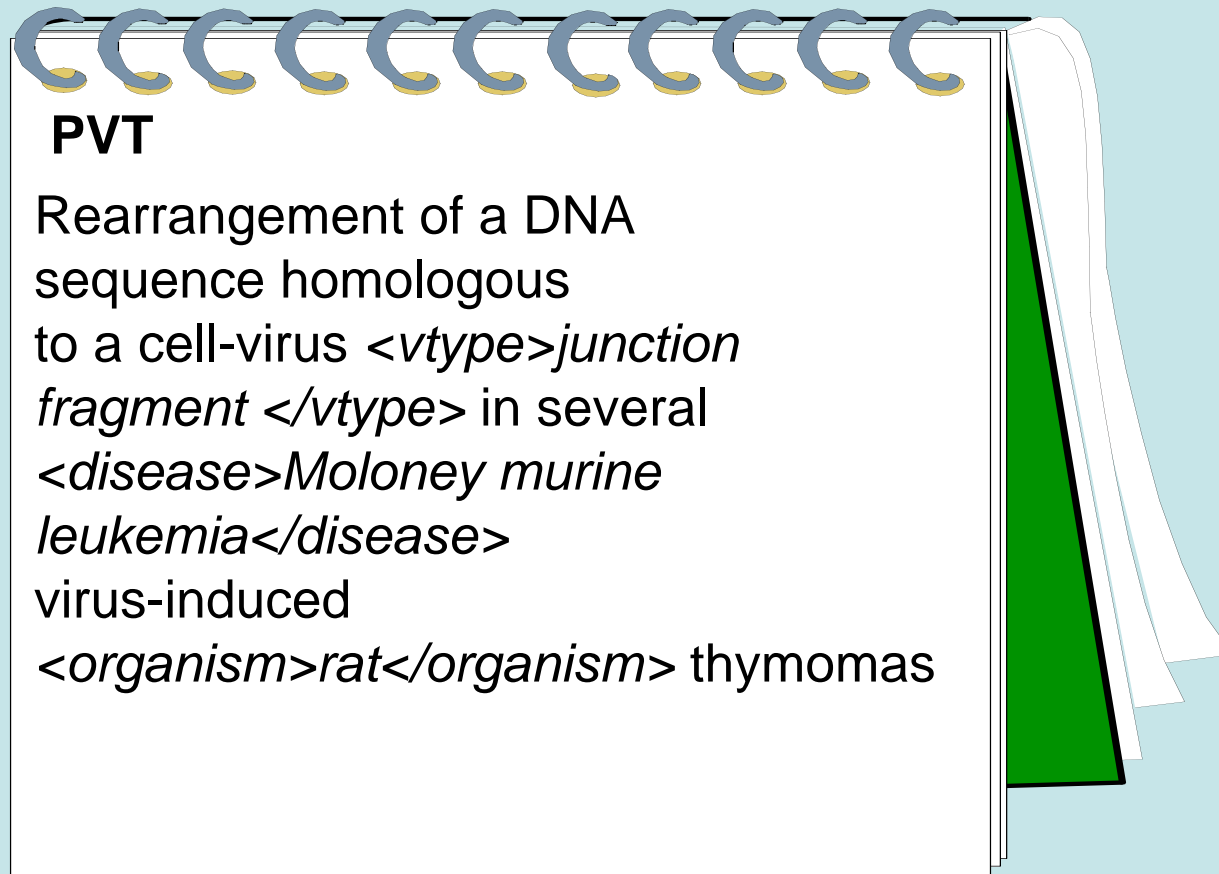 PVT
Rearrangement of a DNA
sequence homologous
to a cell-virus <vtype>junction
fragment </vtype> in several
<disease>Moloney murine
leukemia</disease>
virus-induced
<organism>rat</organism> thymomas